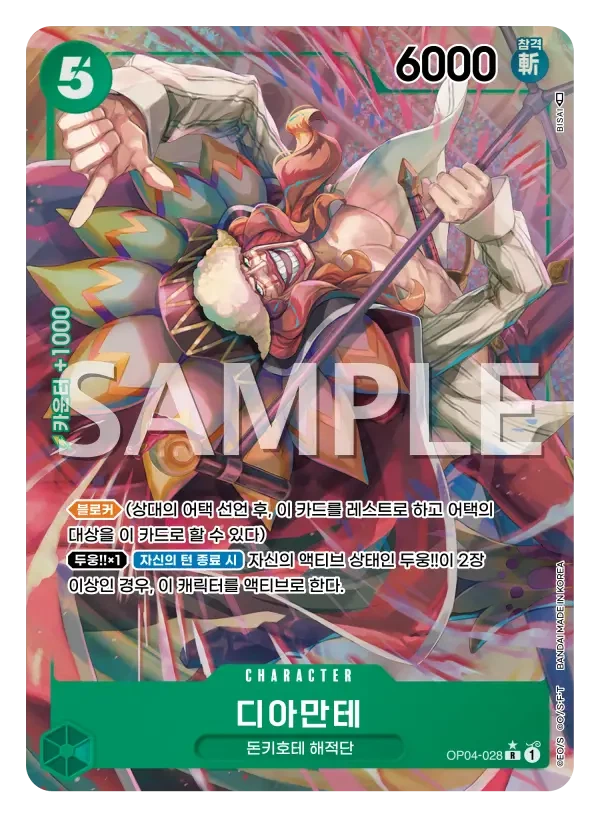 5
6000
참격
斬
BISAI
카운터 +1000
SAMPLE
블로커 (상대의 어택 선언 후, 이 카드를 레스트로 하고 어택의
대상을 이 카드로 할 수 있다)
두웅!!×1 자신의 턴 종료 시 자신의 액티브 상태인 두웅!!이 2장
이상인 경우, 이 캐릭터를 액티브로 한다.
CHARACTER
디아만테
돈키호테 해적단
OP04-028 R 1
©E.O/S. ©E.O/S.,F.T BANDAI MADE IN KOREA